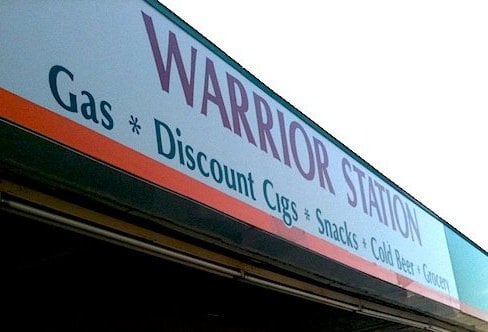 WARRIOR STATION
Gas * Discount Cigs * Snacks * Cold Beer * Grocery